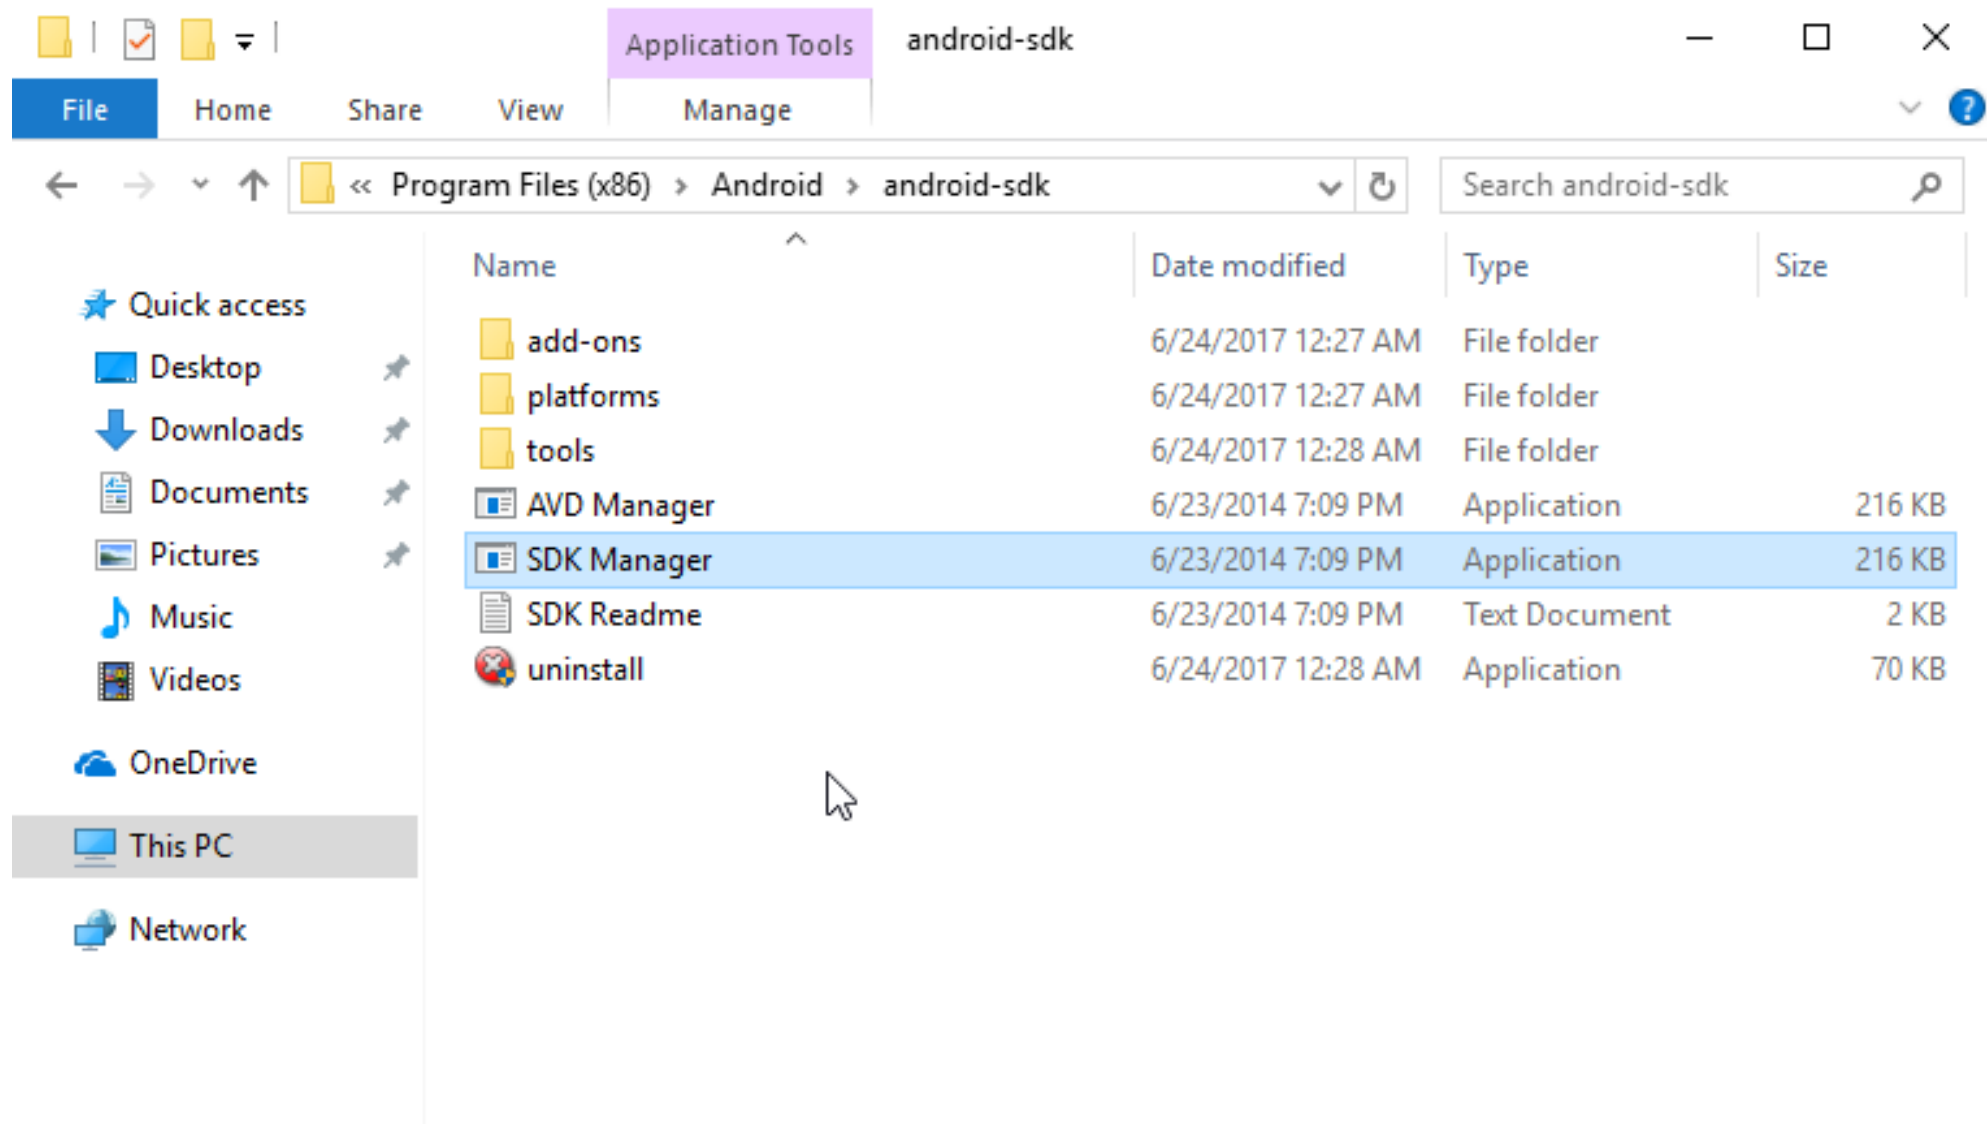 Application Tools android-sdk
File Home Share View Manage ?
« Program Files (x86) > Android > android-sdk Search android-sdk
Name Date modified Type Size
Quick access
Desktop
Downloads
Documents
Pictures
Music
Videos
OneDrive
This PC
Network
add-ons 6/24/2017 12:27 AM File folder
platforms 6/24/2017 12:27 AM File folder
tools 6/24/2017 12:28 AM File folder
AVD Manager 6/23/2014 7:09 PM Application 216 KB
SDK Manager 6/23/2014 7:09 PM Application 216 KB
SDK Readme 6/23/2014 7:09 PM Text Document 2 KB
uninstall 6/24/2017 12:28 AM Application 70 KB